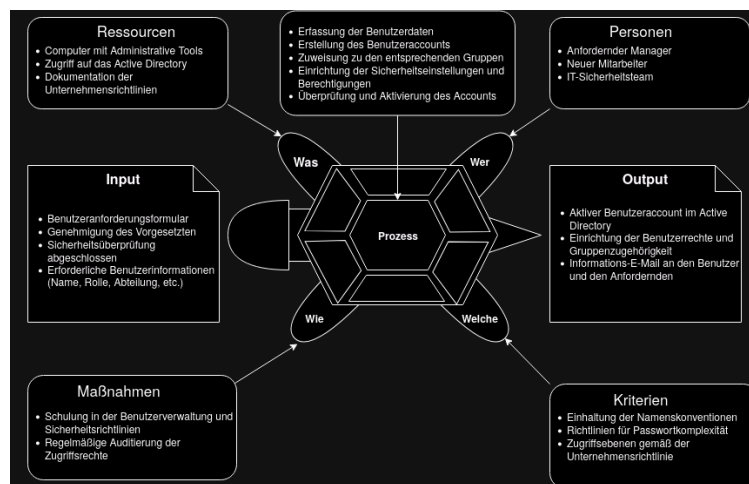 Ressourcen
Computer mit Administrative Tools
Zugriff auf das Active Directory
Dokumentation der
Unternehmensrichtlinien
Erfassung der Benutzerdaten
Erstellung des Benutzeraccounts
Zuweisung zu den entsprechenden Gruppen
Einrichtung der Sicherheitseinstellungen und
Berechtigungen
Überprüfung und Aktivierung des Accounts
Personen
Anfordernder Manager
Neuer Mitarbeiter
IT-Sicherheitsteam
Was
Wer
Input
Benutzeranforderungsformular
Genehmigung des Vorgesetzten
Sicherheitsüberprüfung
abgeschlossen
Erforderliche Benutzerinformationen
(Name, Rolle, Abteilung, etc.)
Prozess
Output
Aktiver Benutzeraccount im Active
Directory
Einrichtung der Benutzerrechte und
Gruppenzugehörigkeit
Informations-E-Mail an den Benutzer
und den Anfordernden
Wie
Welche
Maßnahmen
Schulung in der Benutzerverwaltung und
Sicherheitsrichtlinien
Regelmäßige Auditierung der
Zugriffsrechte
Kriterien
Einhaltung der Namenskonventionen
Richtlinien für Passwortkomplexität
Zugriffsebenen gemäß der
Unternehmensrichtlinie